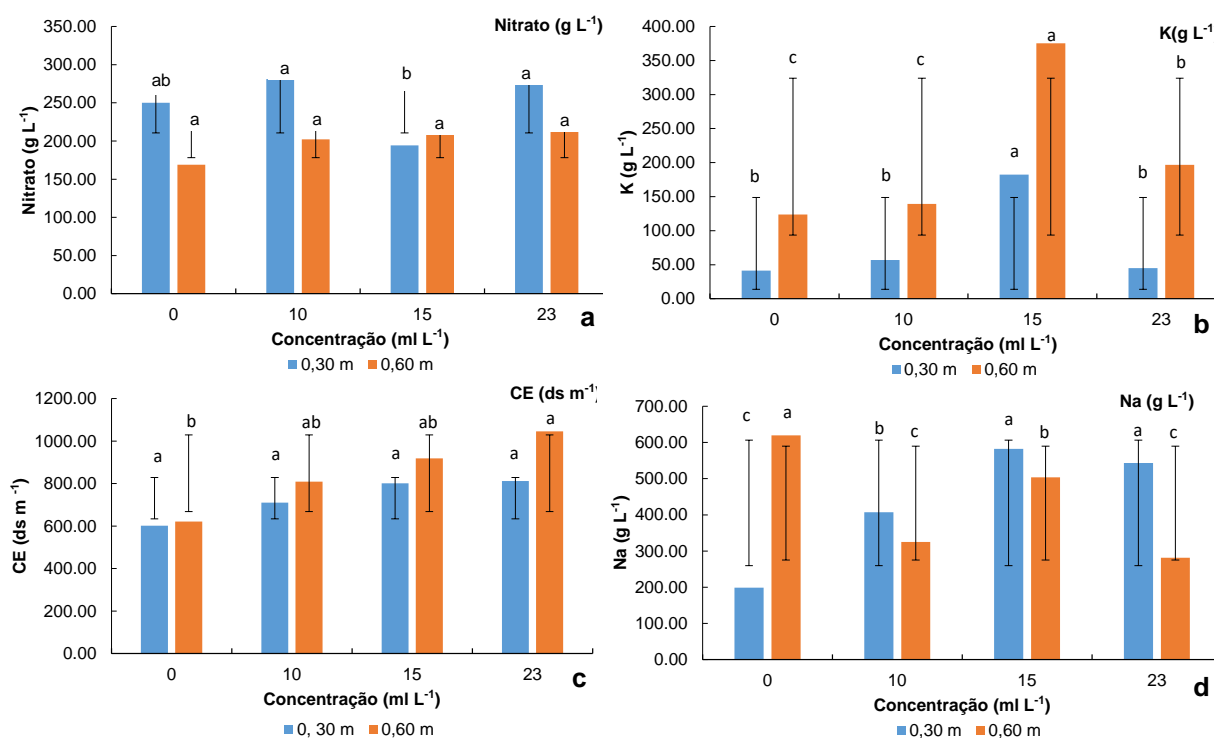 Nitrato (g L-1)
350.00
300.00
250.00
200.00
150.00
100.00
50.00
0.00
Nitrato (g L-1)
ab a a a b a a a
0 10 15 23
Concentração (ml L-1)
a
0,30 m 0,60 m
K(g L-1
400.00
350.00
300.00
250.00
200.00
150.00
100.00
50.00
0.00
K (g L-1)
b c b c a a b b
0 10 15 23
Concentração (ml L-1)
b
0,30 m 0,60 m
CE (ds m-1)
1200.00
1000.00
800.00
600.00
400.00
200.00
0.00
CE (ds m -1)
a b a ab a ab a a
0 10 15 23
Concentração (ml L-1)
c
0, 30 m 0,60 m
Na (g L-1)
700.00
600.00
500.00
400.00
300.00
200.00
100.00
0.00
Na (g L-1)
c a b c a b a c
0 10 15 23
Concentração (ml L-1)
d
0,30 m 0,60 m